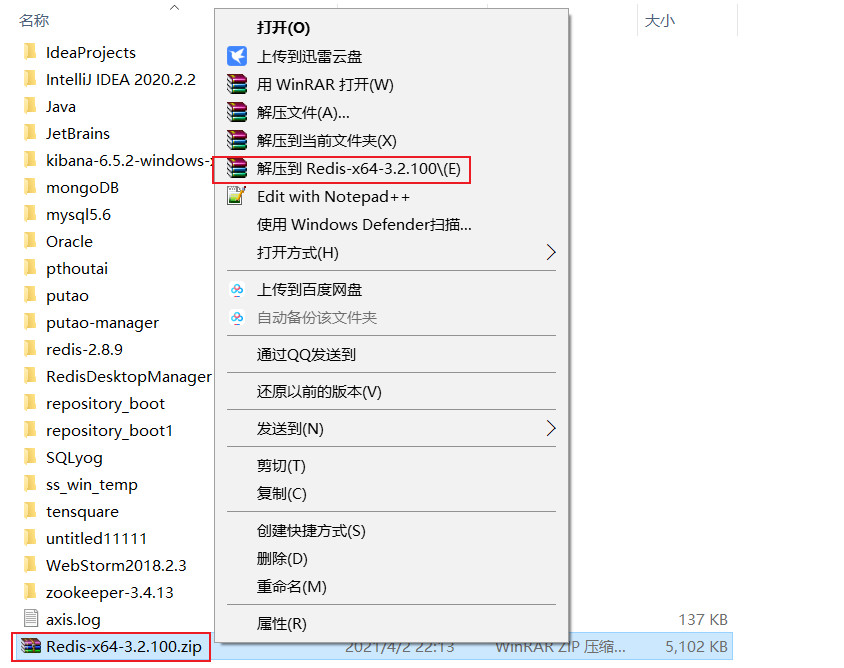 名称
大小
IdeaProjects
IntelliJ IDEA 2020.2.2
Java
JetBrains
kibana-6.5.2-windows-
mongoDB
mysql5.6
Oracle
pthoutai
putao
putao-manager
redis-2.8.9
RedisDesktopManager
repository_boot
repository_boot1
SQLyog
ss_win_temp
tensquare
untitled11111
WebStorm2018.2.3
zookeeper-3.4.13
axis.log
137 KB
Redis-x64-3.2.100.zip
2021/4/2 22:13
WinRAR ZIP 压缩...
5,102 KB
打开(O)
上传到迅雷云盘
用 WinRAR 打开(W)
解压文件(A)...
解压到当前文件夹(X)
解压到 Redis-x64-3.2.100\(E)
Edit with Notepad++
使用 Windows Defender扫描...
打开方式(H)
上传到百度网盘
自动备份该文件夹
通过QQ发送到
还原以前的版本(V)
发送到(N)
剪切(T)
复制(C)
创建快捷方式(S)
删除(D)
重命名(M)
属性(R)